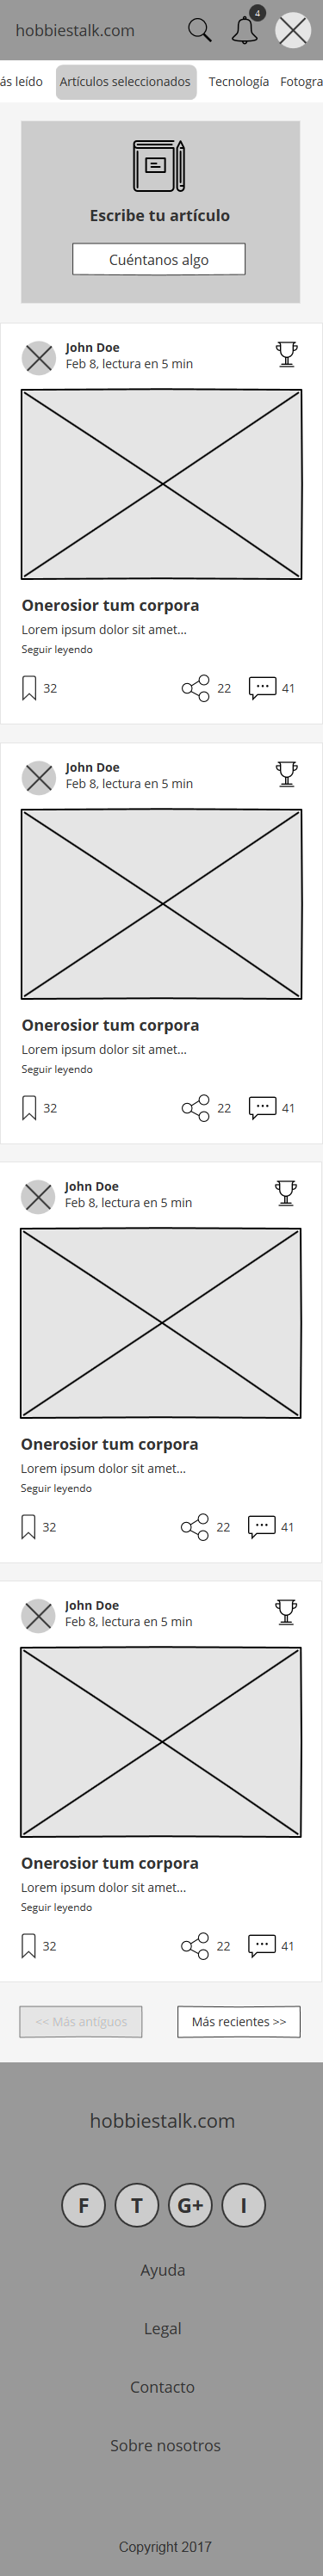 hobbiestalk.com
4
ás leído Artículos seleccionados Tecnología Fotogra
Escribe tu artículo
Cuéntanos algo
John Doe
Feb 8, lectura en 5 min
Onerosior tum corpora
Lorem ipsum dolor sit amet...
Seguir leyendo
32 22 41
John Doe
Feb 8, lectura en 5 min
Onerosior tum corpora
Lorem ipsum dolor sit amet...
Seguir leyendo
32 22 41
John Doe
Feb 8, lectura en 5 min
Onerosior tum corpora
Lorem ipsum dolor sit amet...
Seguir leyendo
32 22 41
John Doe
Feb 8, lectura en 5 min
Onerosior tum corpora
Lorem ipsum dolor sit amet...
Seguir leyendo
32 22 41
<< Más antíguos Más recientes >>
hobbiestalk.com
F T G+ I
Ayuda
Legal
Contacto
Sobre nosotros
Copyright 2017